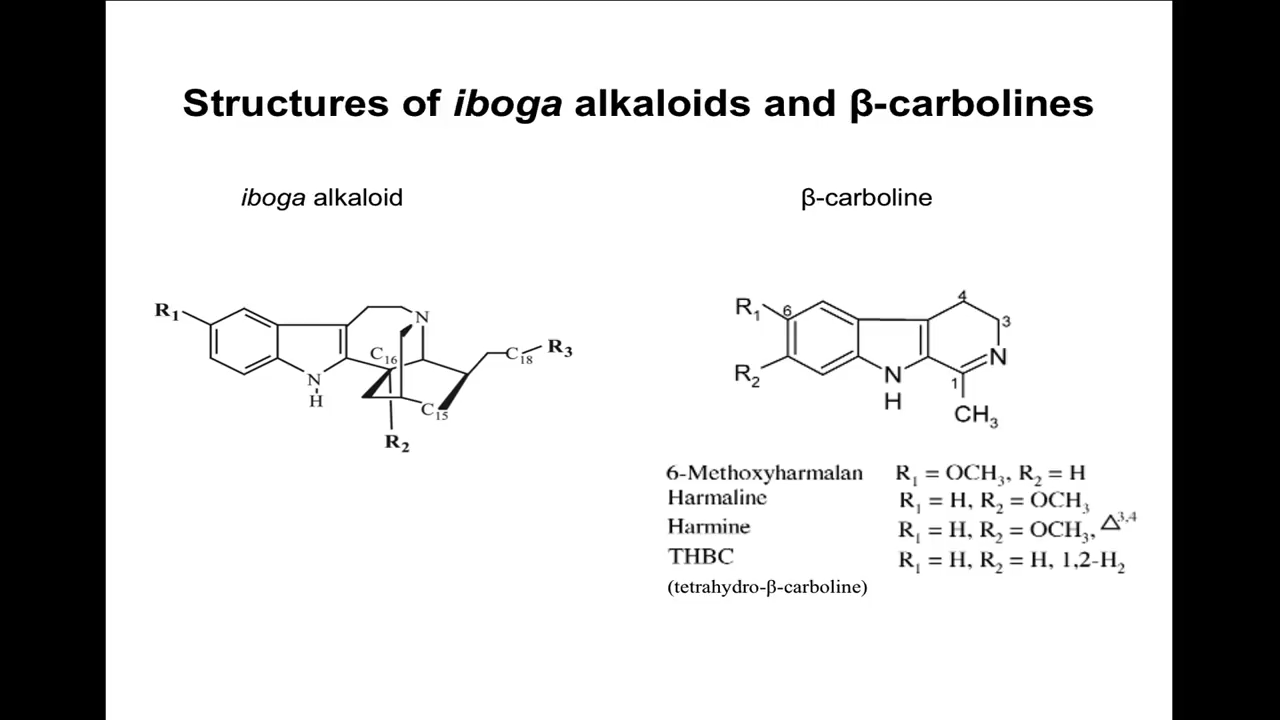 Structures of iboga alkaloids and β-carbolines
iboga alkaloid
β-carboline
R₁
N
C₁₆
C₁₈
R₃
N
H
C₁₅
R₂
R₁
6
4
3
R₂
N
H
1
N
CH₃
6-Methoxyharmalan R₁ = OCH₃, R₂ = H
Harmaline R₁ = H, R₂ = OCH₃
Harmine R₁ = H, R₂ = OCH₃, △³,⁴
THBC R₁ = H, R₂ = H, 1,2-H₂
(tetrahydro-β-carboline)